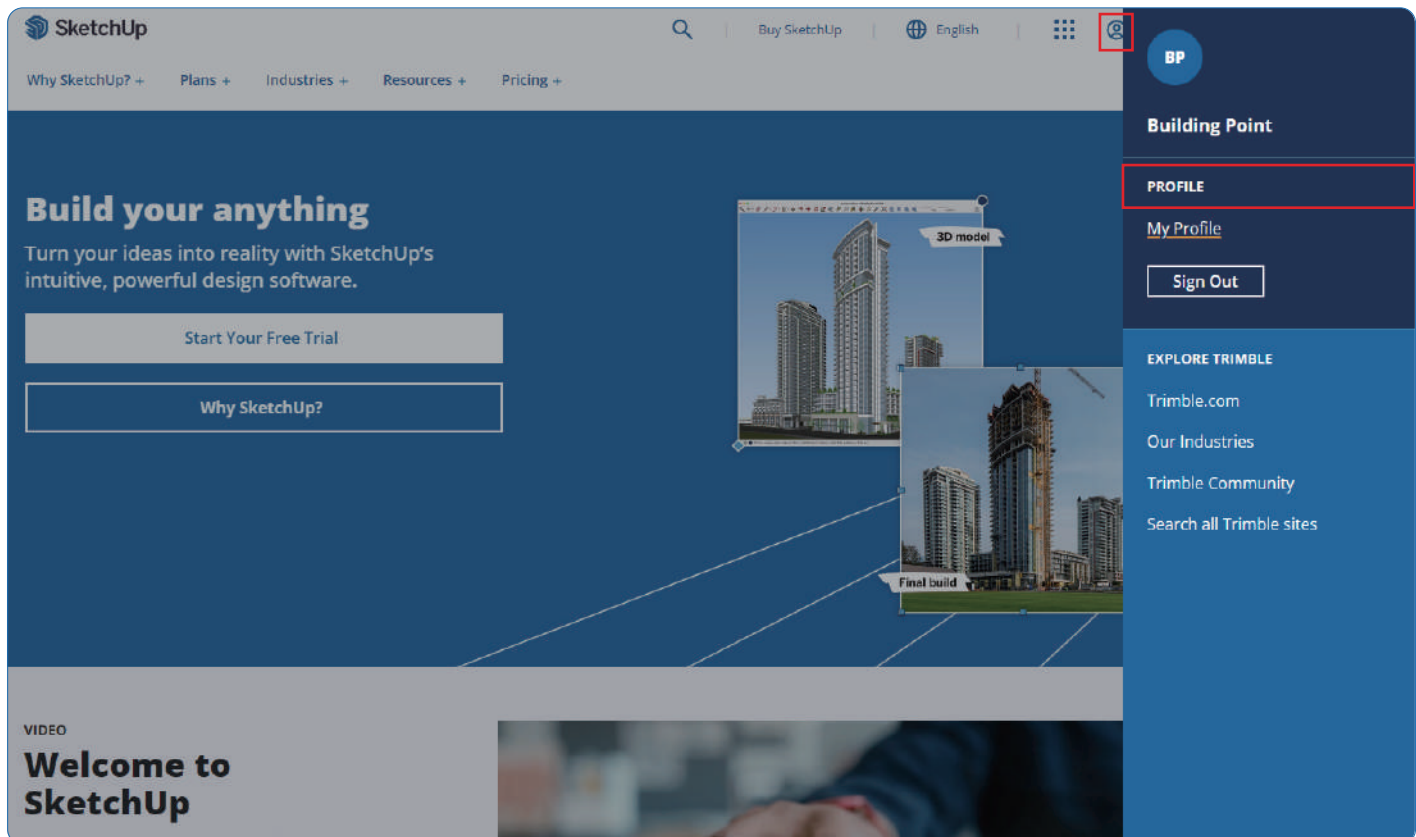 SketchUp
Buy SketchUp
English
Why SketchUp? +
Plans +
Industries +
Resources +
Pricing +
Build your anything
Turn your ideas into reality with SketchUp's
intuitive, powerful design software.
Start Your Free Trial
Why SketchUp?
3D model
Final build
VIDEO
Welcome to
SketchUp
BP
Building Point
PROFILE
My Profile
Sign Out
EXPLORE TRIMBLE
Trimble.com
Our Industries
Trimble Community
Search all Trimble sites